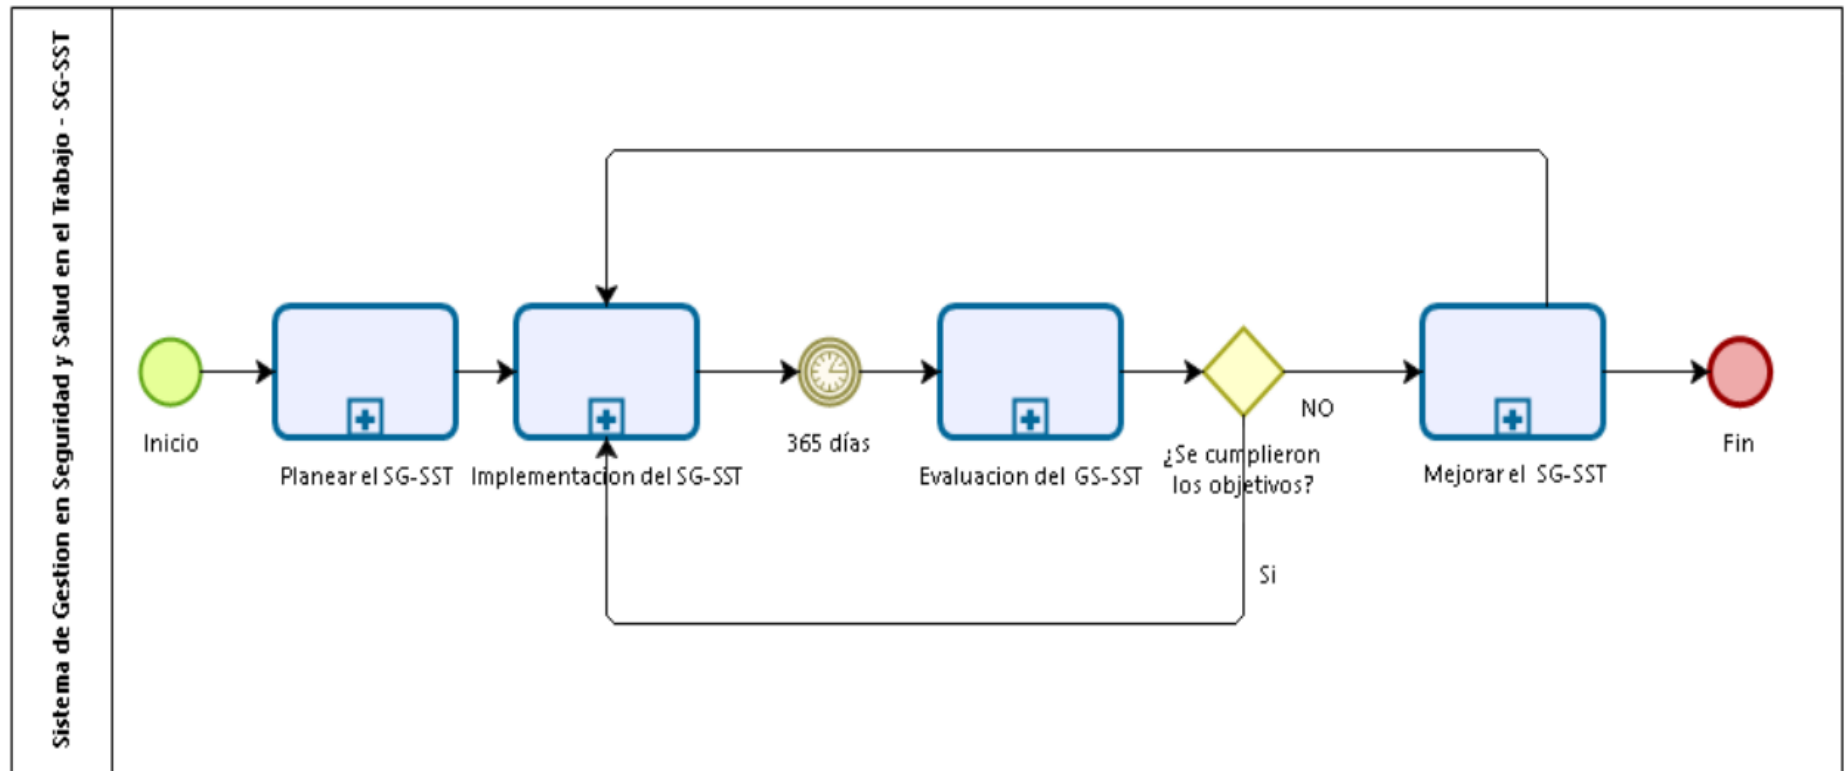 Sistema de Gestion en Seguridad y Salud en el Trabajo - SG-SST
Inicio
Planear el SG-SST
Implementacion del SG-SST
365 días
Evaluacion del GS-SST
¿Se cumplieron
los objetivos?
NO
Si
Mejorar el SG-SST
Fin